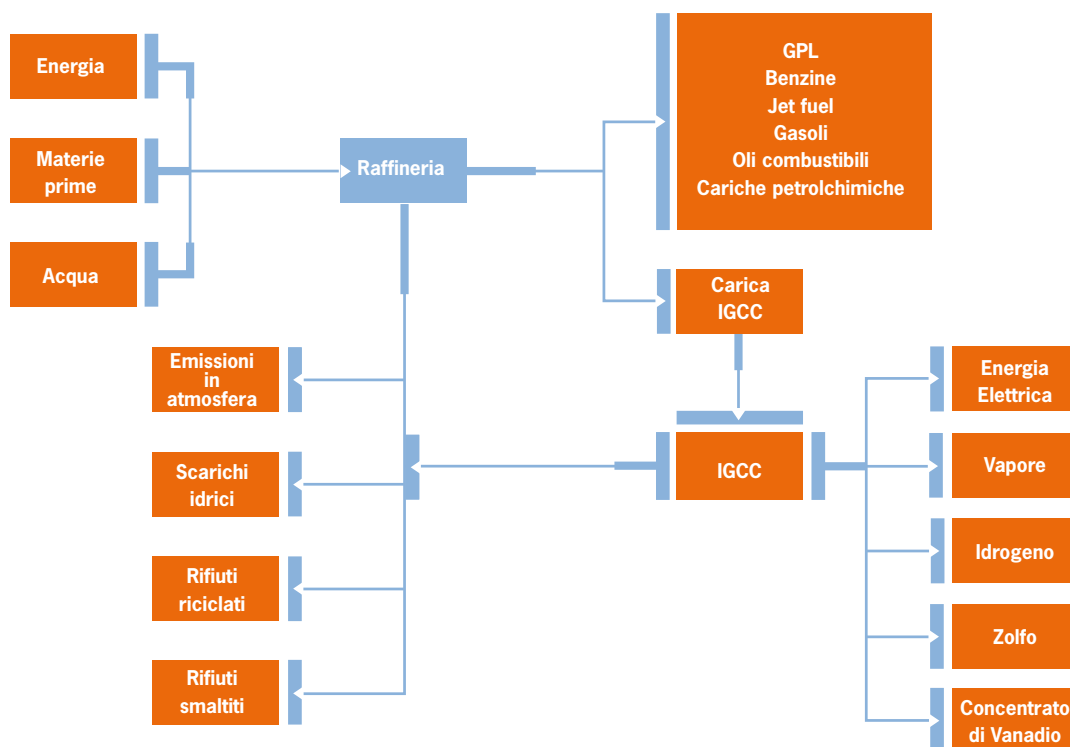 Energia
Materie
prime
Acqua
Raffineria
GPL
Benzine
Jet fuel
Gasoli
Oli combustibili
Cariche petrolchimiche
Carica
IGCC
Emissioni
in
atmosfera
Scarichi
idrici
Rifiuti
riciclati
Rifiuti
smaltiti
IGCC
Energia
Elettrica
Vapore
Idrogeno
Zolfo
Concentrato
di Vanadio